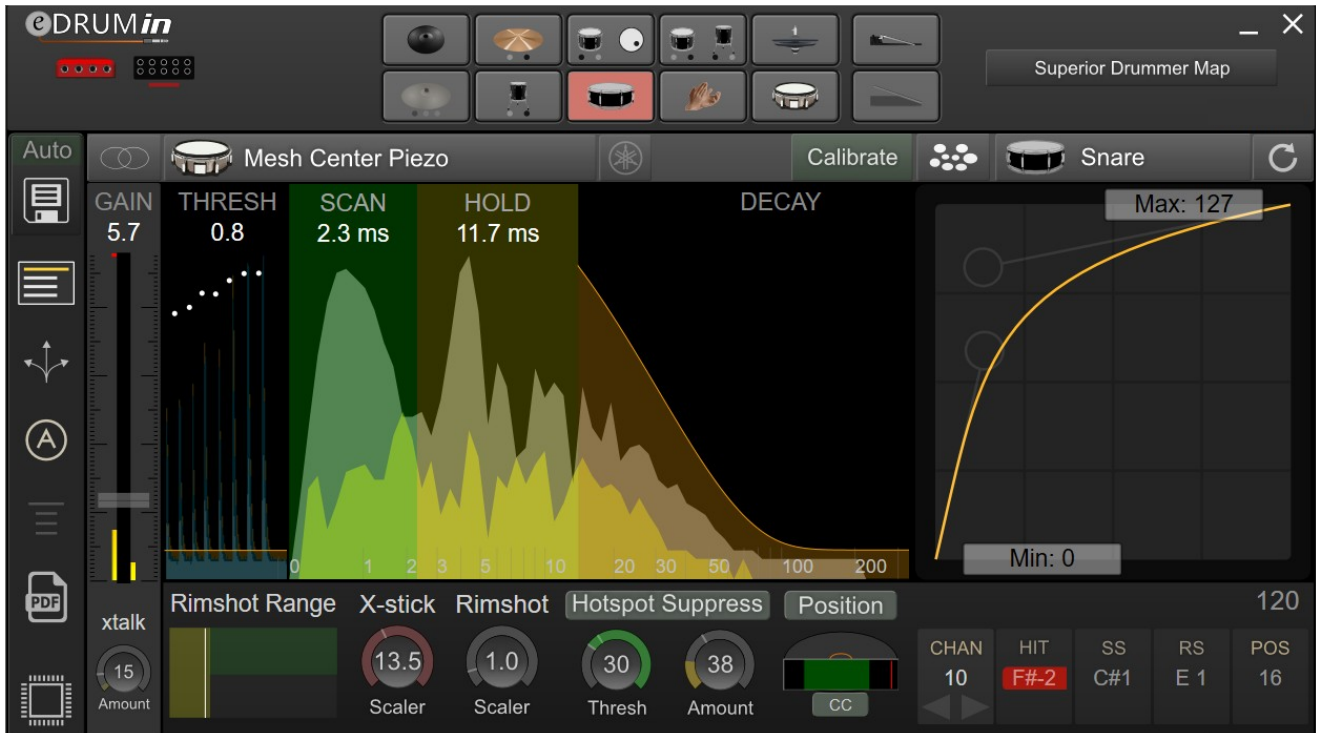 eDRUMin
Superior Drummer Map
Auto
Mesh Center Piezo
Calibrate
Snare
GAIN
5.7
THRESH
0.8
SCAN
2.3 ms
HOLD
11.7 ms
DECAY
Max: 127
Min: 0
A
PDF
0 1 2 3 5 10 20 30 50 100 200
xtalk
15
Amount
Rimshot Range
X-stick
13.5
Scaler
Rimshot
1.0
Scaler
Hotspot Suppress
30
Thresh
38
Amount
Position
CC
120
CHAN HIT SS RS POS
10 F#-2 C#1 E 1 16